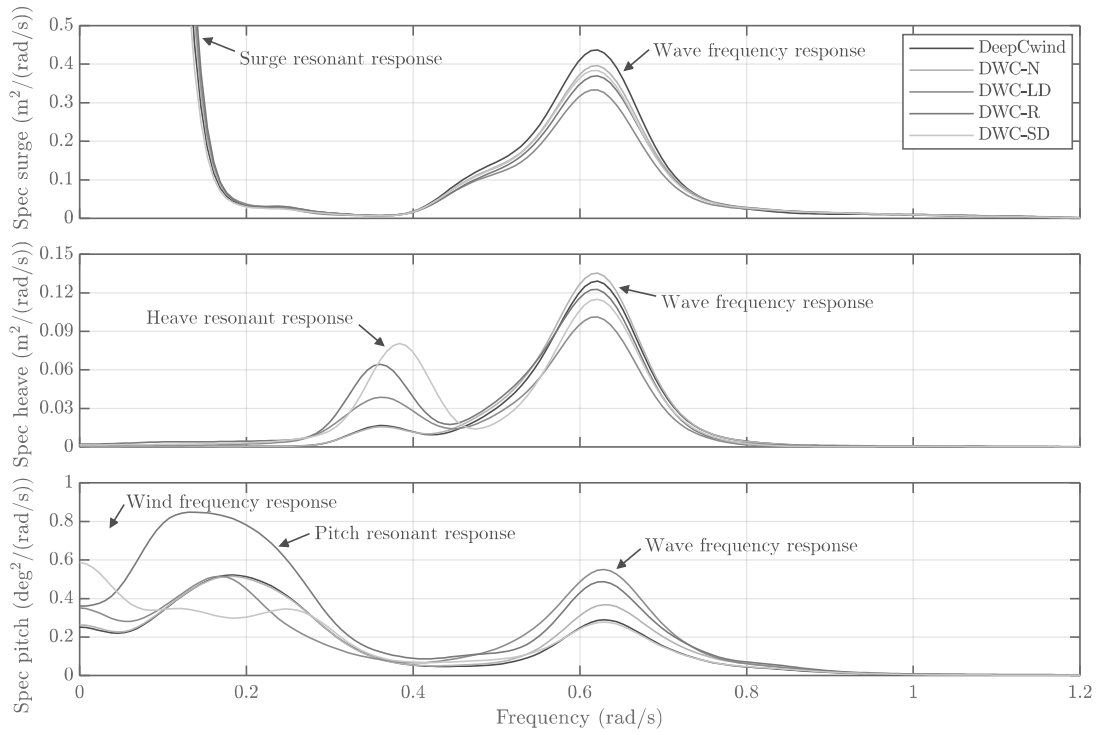 Spec surge (m²/(rad/s))
0.5
0.4
0.3
0.2
0.1
0
Surge resonant response
Wave frequency response
DeepCwind
DWC-N
DWC-LD
DWC-R
DWC-SD
Spec heave (m²/(rad/s))
0.15
0.12
0.09
0.06
0.03
0
Heave resonant response
Wave frequency response
Spec pitch (deg²/(rad/s))
1
0.8
0.6
0.4
0.2
0
Wind frequency response
Pitch resonant response
Wave frequency response
0 0.2 0.4 0.6 0.8 1 1.2
Frequency (rad/s)